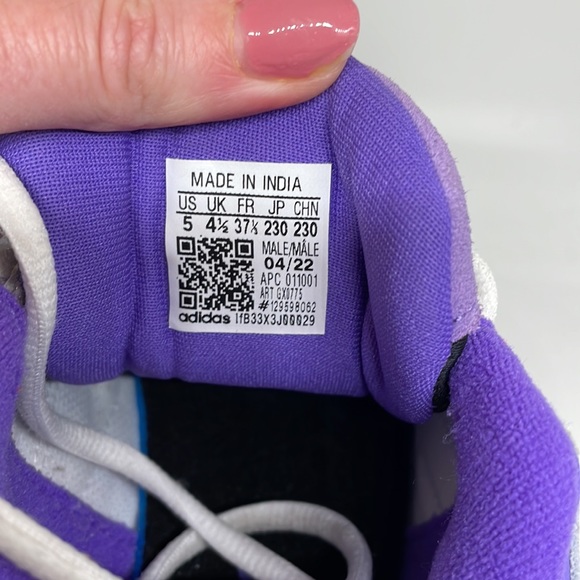 MADE IN INDIA
US UK FR JP CHN
5 4½ 37⅓ 230 230
MALE/MÂLE
04/22
APC 011001
ART GX0775
#129598062
adidas IfB33X3J00029